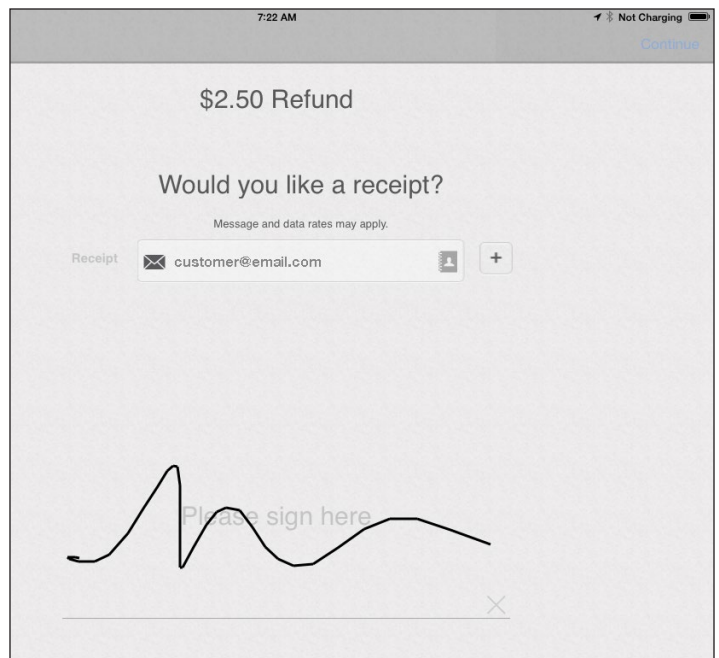 7:22 AM Not Charging
Continue
$2.50 Refund
Would you like a receipt?
Message and data rates may apply.
Receipt customer@email.com +
Please sign here